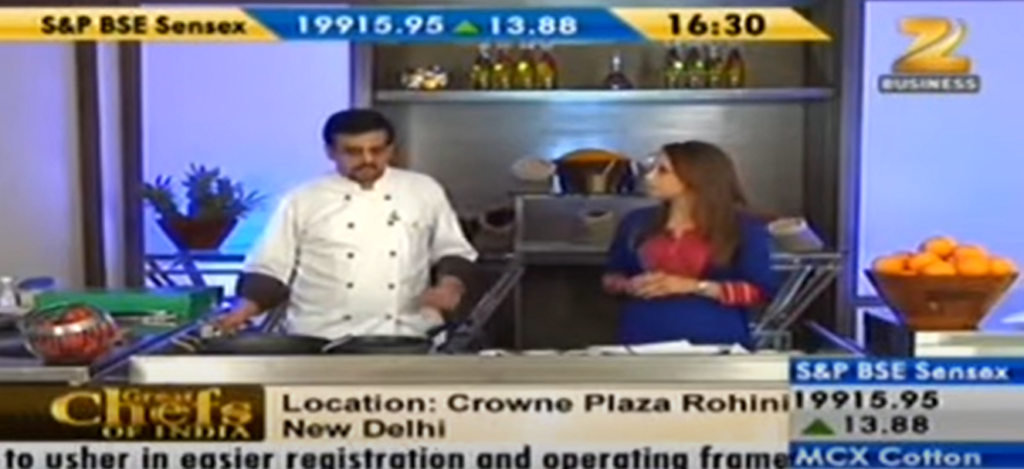 S&P BSE Sensex 19915.95 13.88 16:30
Z
BUSINESS
Great
Chefs
OF INDIA
Location: Crowne Plaza Rohini
New Delhi
S&P BSE Sensex
19915.95
13.88
MCX Cotton
to usher in easier registration and operating frame